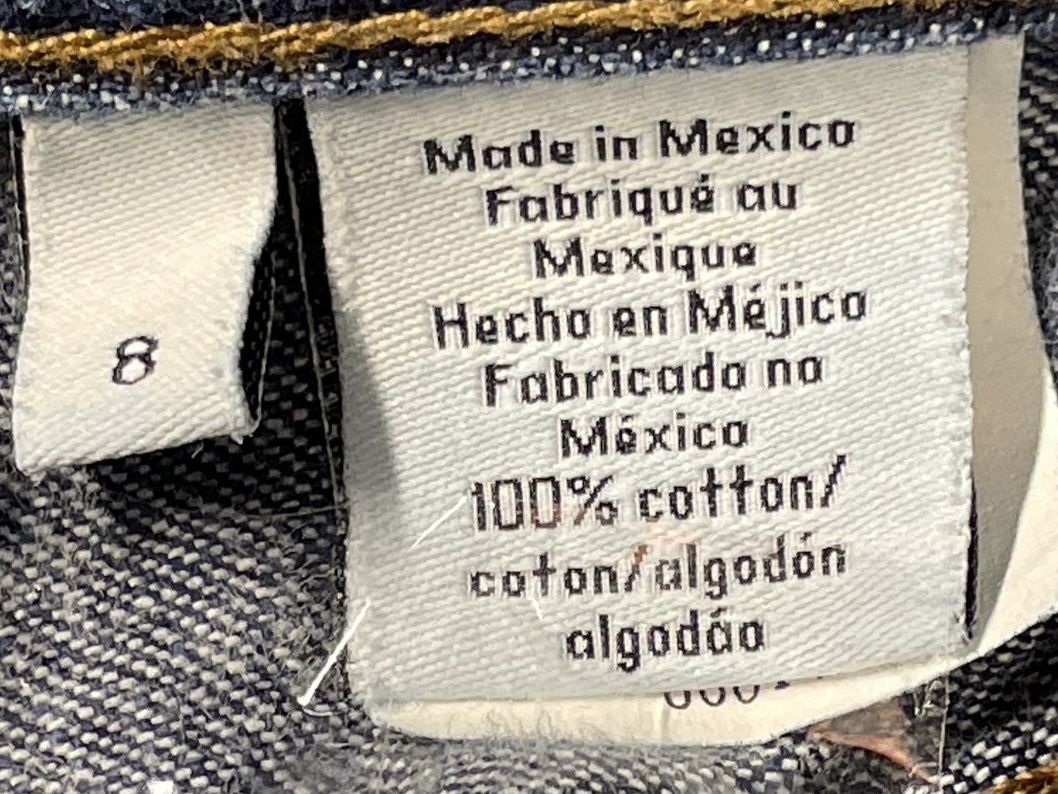 8
Made in Mexico
Fabriqué au
Mexique
Hecho en Méjico
Fabricado no
México
100% cotton/
coton/algodón
algodão